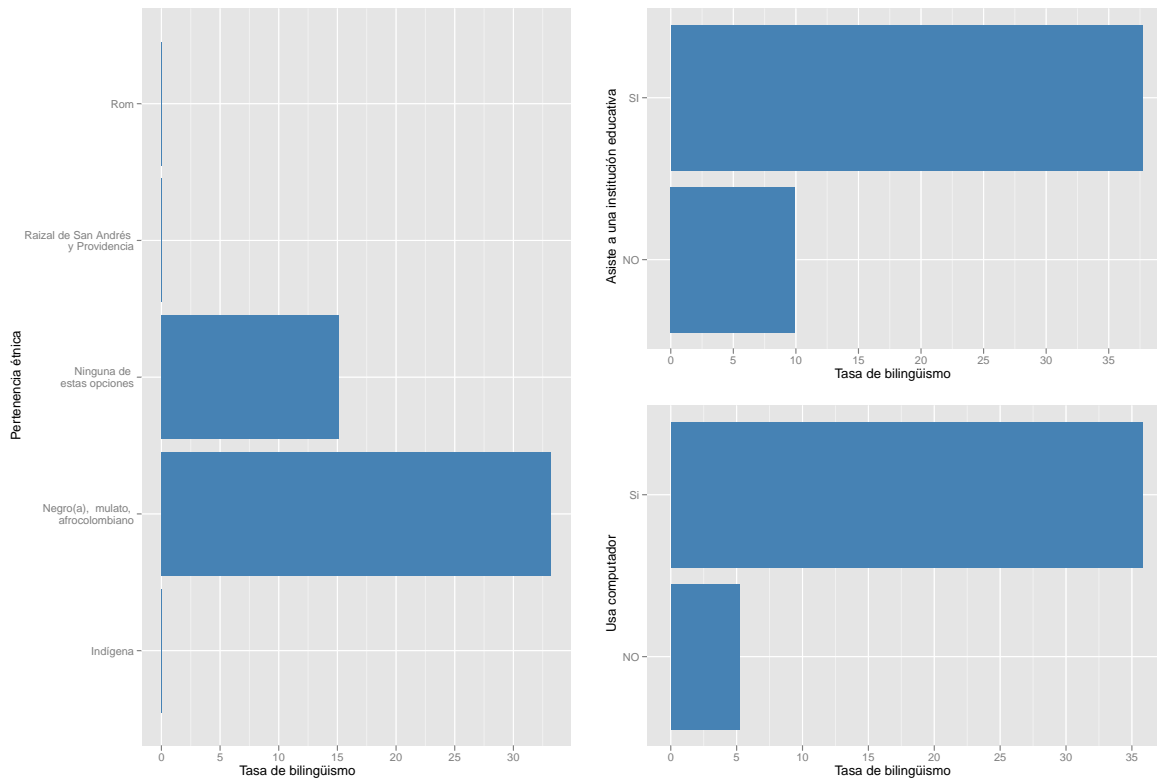 Pertenencia étnica
Rom
Raizal de San Andrés
y Providencia
Ninguna de
estas opciones
Negro(a),  mulato,
afrocolombiano
Indígena
0 5 10 15 20 25 30
Tasa de bilingüismo
Asiste a una institución educativa
SI
NO
0 5 10 15 20 25 30 35
Tasa de bilingüismo
Usa computador
Si
NO
0 5 10 15 20 25 30 35
Tasa de bilingüismo